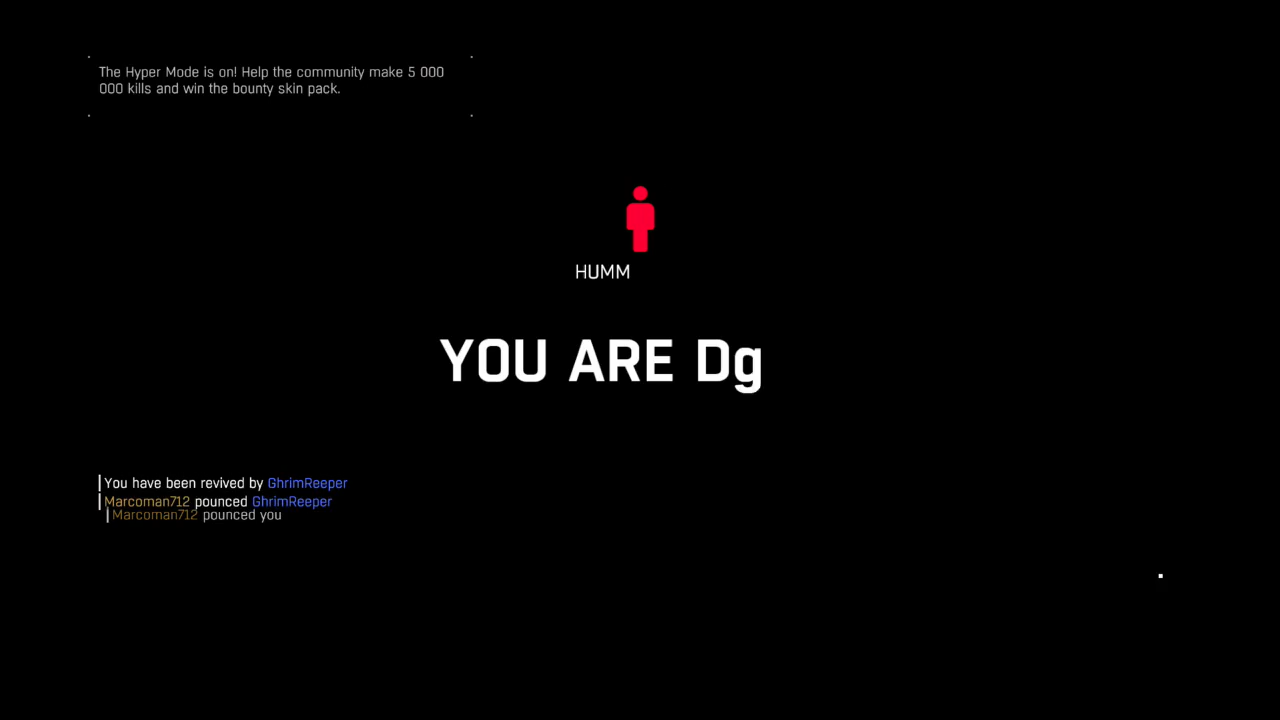 The Hyper Mode is on! Help the community make 5 000
000 kills and win the bounty skin pack.
HUMM
YOU ARE Dg
You have been revived by GhrimReeper
Marcoman712 pounced GhrimReeper
Marcoman712 pounced you